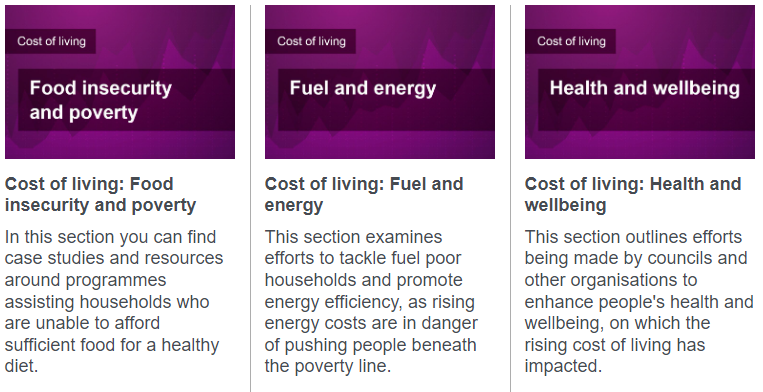 Cost of living
Food insecurity
and poverty
Cost of living: Food
insecurity and poverty
In this section you can find
case studies and resources
around programmes
assisting households who
are unable to afford
sufficient food for a healthy
diet.
Cost of living
Fuel and energy
Cost of living: Fuel and
energy
This section examines
efforts to tackle fuel poor
households and promote
energy efficiency, as rising
energy costs are in danger
of pushing people beneath
the poverty line.
Cost of living
Health and wellbeing
Cost of living: Health and
wellbeing
This section outlines efforts
being made by councils and
other organisations to
enhance people's health and
wellbeing, on which the
rising cost of living has
impacted.